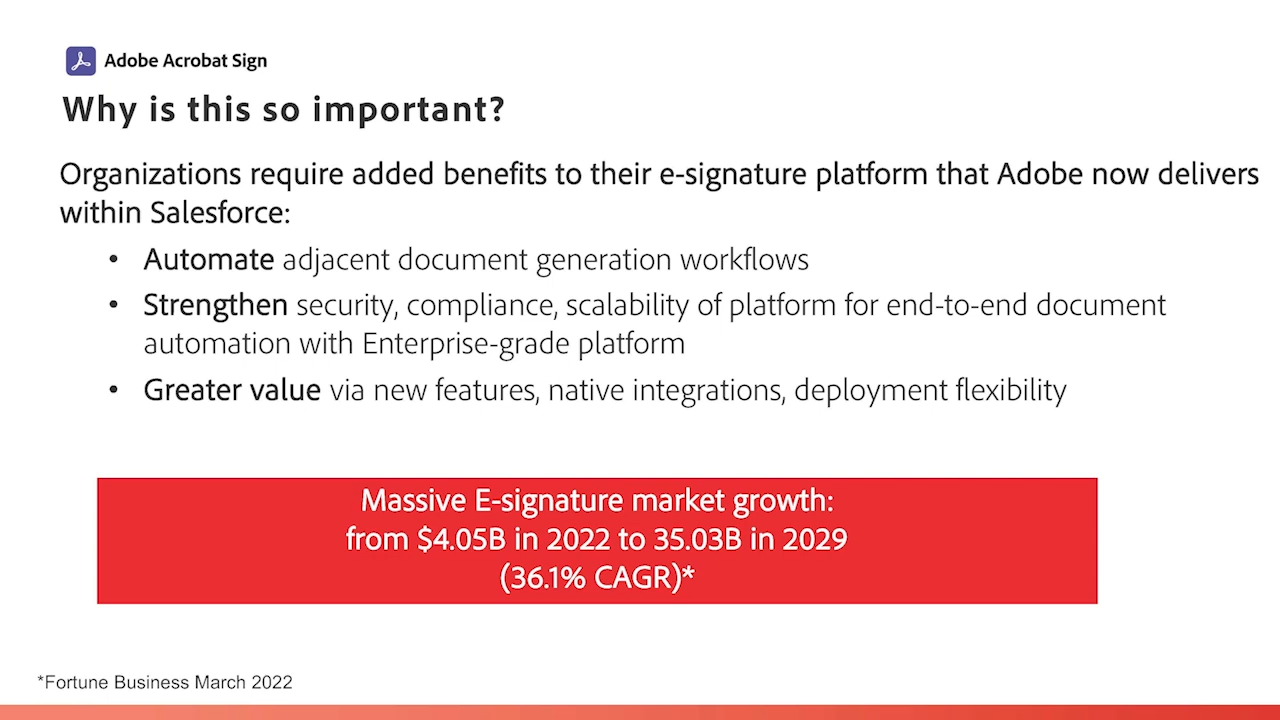 Adobe Acrobat Sign
Why is this so important?
Organizations require added benefits to their e-signature platform that Adobe now delivers
within Salesforce:
• Automate adjacent document generation workflows
• Strengthen security, compliance, scalability of platform for end-to-end document
automation with Enterprise-grade platform
• Greater value via new features, native integrations, deployment flexibility
Massive E-signature market growth:
from $4.05B in 2022 to 35.03B in 2029
(36.1% CAGR)*
*Fortune Business March 2022